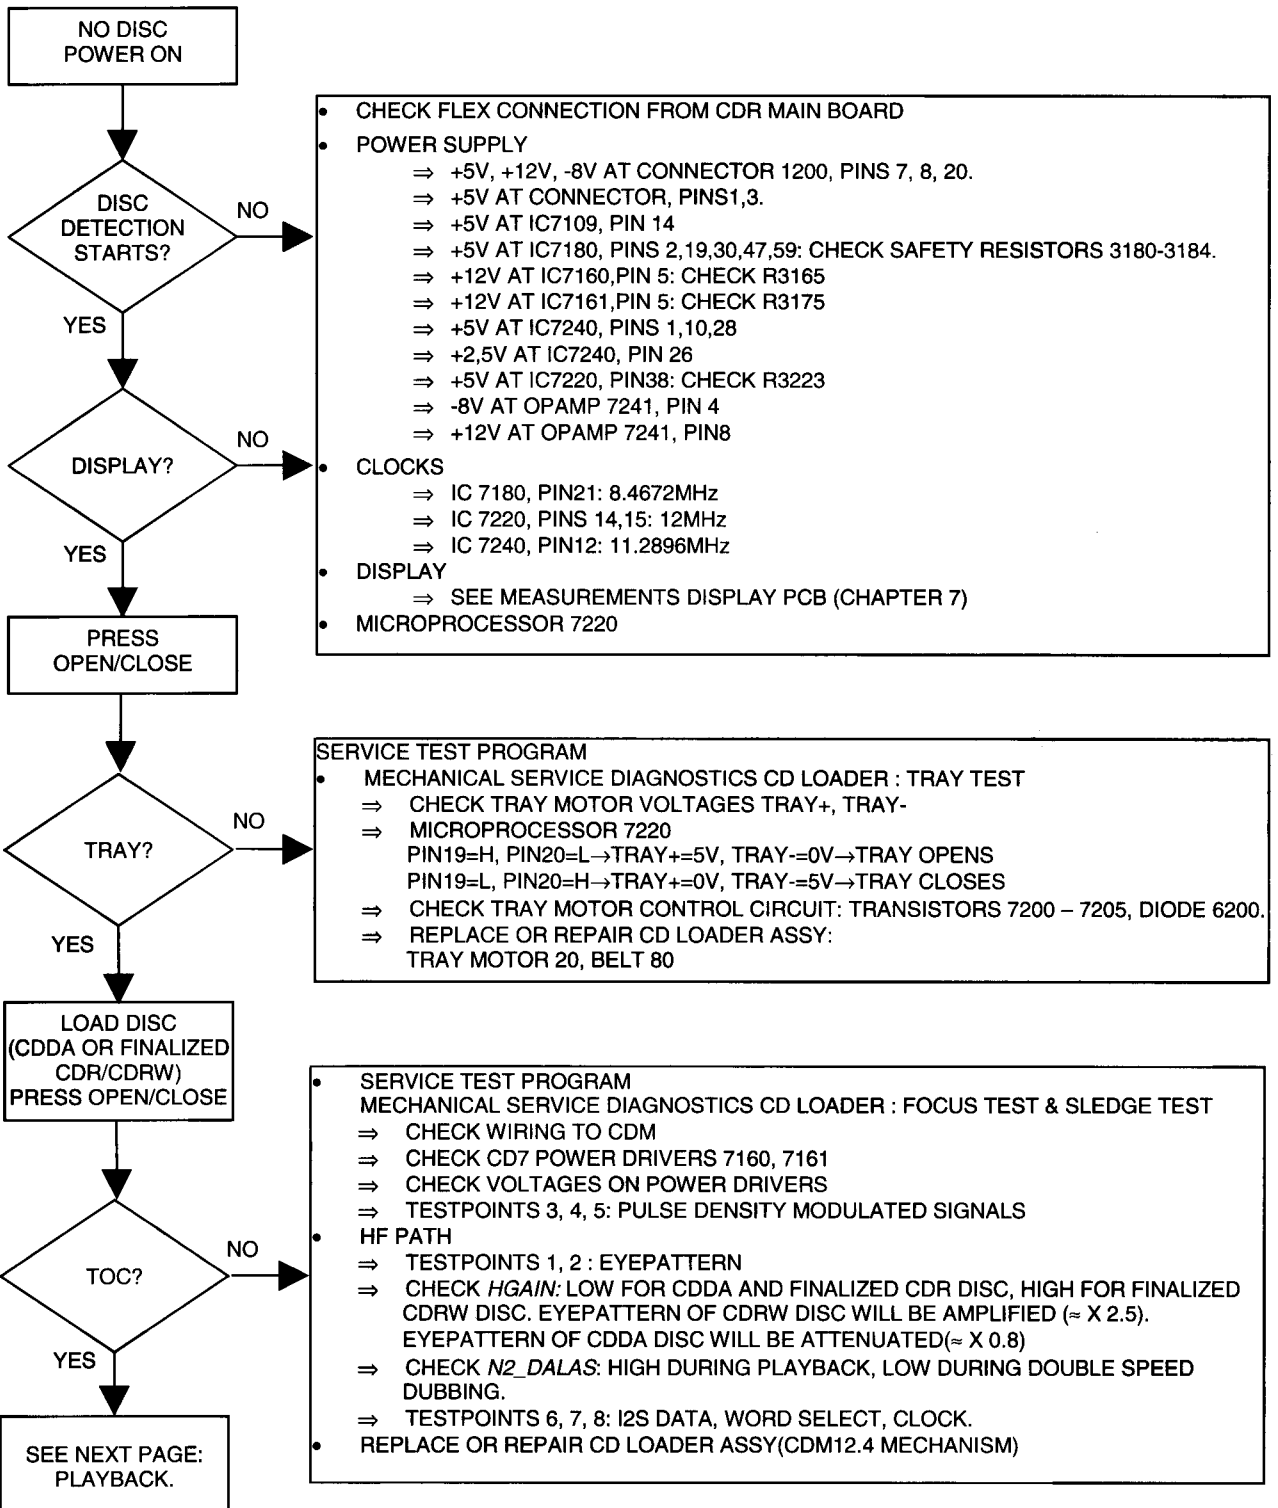 NO DISC
POWER ON
DISC
DETECTION
STARTS?
NO
YES
• CHECK FLEX CONNECTION FROM CDR MAIN BOARD
• POWER SUPPLY
⇒ +5V, +12V, -8V AT CONNECTOR 1200, PINS 7, 8, 20.
⇒ +5V AT CONNECTOR, PINS1,3.
⇒ +5V AT IC7109, PIN 14
⇒ +5V AT IC7180, PINS 2,19,30,47,59: CHECK SAFETY RESISTORS 3180-3184.
⇒ +12V AT IC7160,PIN 5: CHECK R3165
⇒ +12V AT IC7161,PIN 5: CHECK R3175
⇒ +5V AT IC7240, PINS 1,10,28
⇒ +2,5V AT IC7240, PIN 26
⇒ +5V AT IC7220, PIN38: CHECK R3223
⇒ -8V AT OPAMP 7241, PIN 4
⇒ +12V AT OPAMP 7241, PIN8
• CLOCKS
⇒ IC 7180, PIN21: 8.4672MHz
⇒ IC 7220, PINS 14,15: 12MHz
⇒ IC 7240, PIN12: 11.2896MHz
• DISPLAY
⇒ SEE MEASUREMENTS DISPLAY PCB (CHAPTER 7)
• MICROPROCESSOR 7220
DISPLAY?
NO
YES
PRESS
OPEN/CLOSE
TRAY?
NO
YES
SERVICE TEST PROGRAM
• MECHANICAL SERVICE DIAGNOSTICS CD LOADER : TRAY TEST
⇒ CHECK TRAY MOTOR VOLTAGES TRAY+, TRAY-
⇒ MICROPROCESSOR 7220
PIN19=H, PIN20=L→TRAY+=5V, TRAY-=0V→TRAY OPENS
PIN19=L, PIN20=H→TRAY+=0V, TRAY-=5V→TRAY CLOSES
⇒ CHECK TRAY MOTOR CONTROL CIRCUIT: TRANSISTORS 7200 – 7205, DIODE 6200.
⇒ REPLACE OR REPAIR CD LOADER ASSY:
TRAY MOTOR 20, BELT 80
LOAD DISC
(CDDA OR FINALIZED
CDR/CDRW)
PRESS OPEN/CLOSE
TOC?
NO
YES
• SERVICE TEST PROGRAM
MECHANICAL SERVICE DIAGNOSTICS CD LOADER : FOCUS TEST & SLEDGE TEST
⇒ CHECK WIRING TO CDM
⇒ CHECK CD7 POWER DRIVERS 7160, 7161
⇒ CHECK VOLTAGES ON POWER DRIVERS
⇒ TESTPOINTS 3, 4, 5: PULSE DENSITY MODULATED SIGNALS
• HF PATH
⇒ TESTPOINTS 1, 2 : EYEPATTERN
⇒ CHECK HGAIN: LOW FOR CDDA AND FINALIZED CDR DISC, HIGH FOR FINALIZED
CDRW DISC. EYEPATTERN OF CDRW DISC WILL BE AMPLIFIED (≈ X 2.5).
EYEPATTERN OF CDDA DISC WILL BE ATTENUATED(≈ X 0.8)
⇒ CHECK N2_DALAS: HIGH DURING PLAYBACK, LOW DURING DOUBLE SPEED
DUBBING.
⇒ TESTPOINTS 6, 7, 8: I2S DATA, WORD SELECT, CLOCK.
• REPLACE OR REPAIR CD LOADER ASSY(CDM12.4 MECHANISM)
SEE NEXT PAGE:
PLAYBACK.